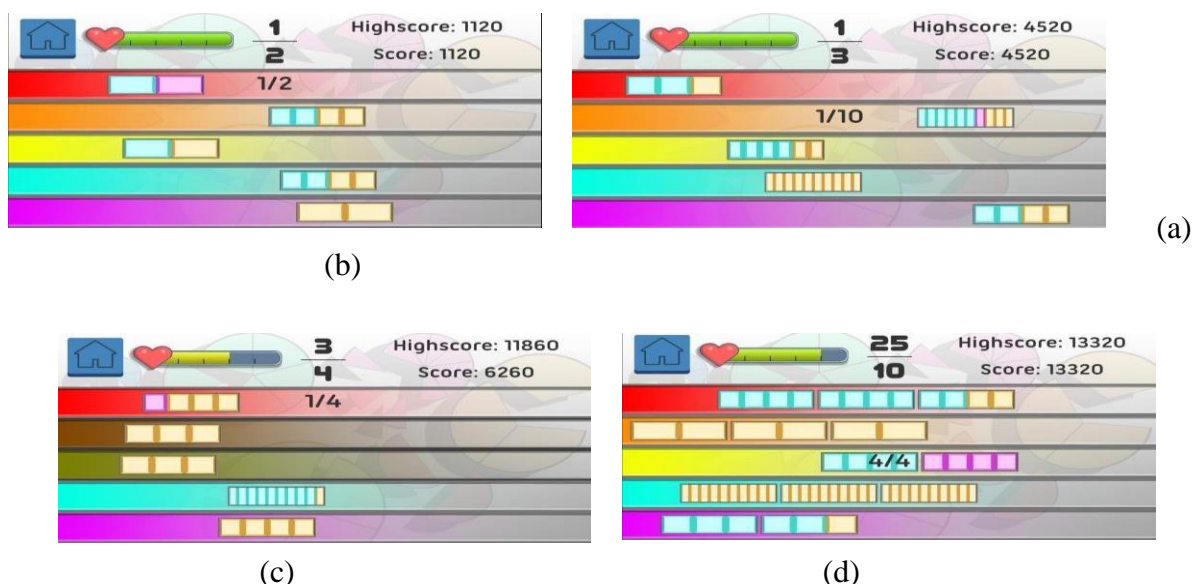 1
2
Highscore: 1120
Score: 1120
1/2
1
3
Highscore: 4520
Score: 4520
1/10
(a)
(b)
3
4
Highscore: 11860
Score: 6260
1/4
25
10
Highscore: 13320
Score: 13320
4/4
(c)
(d)